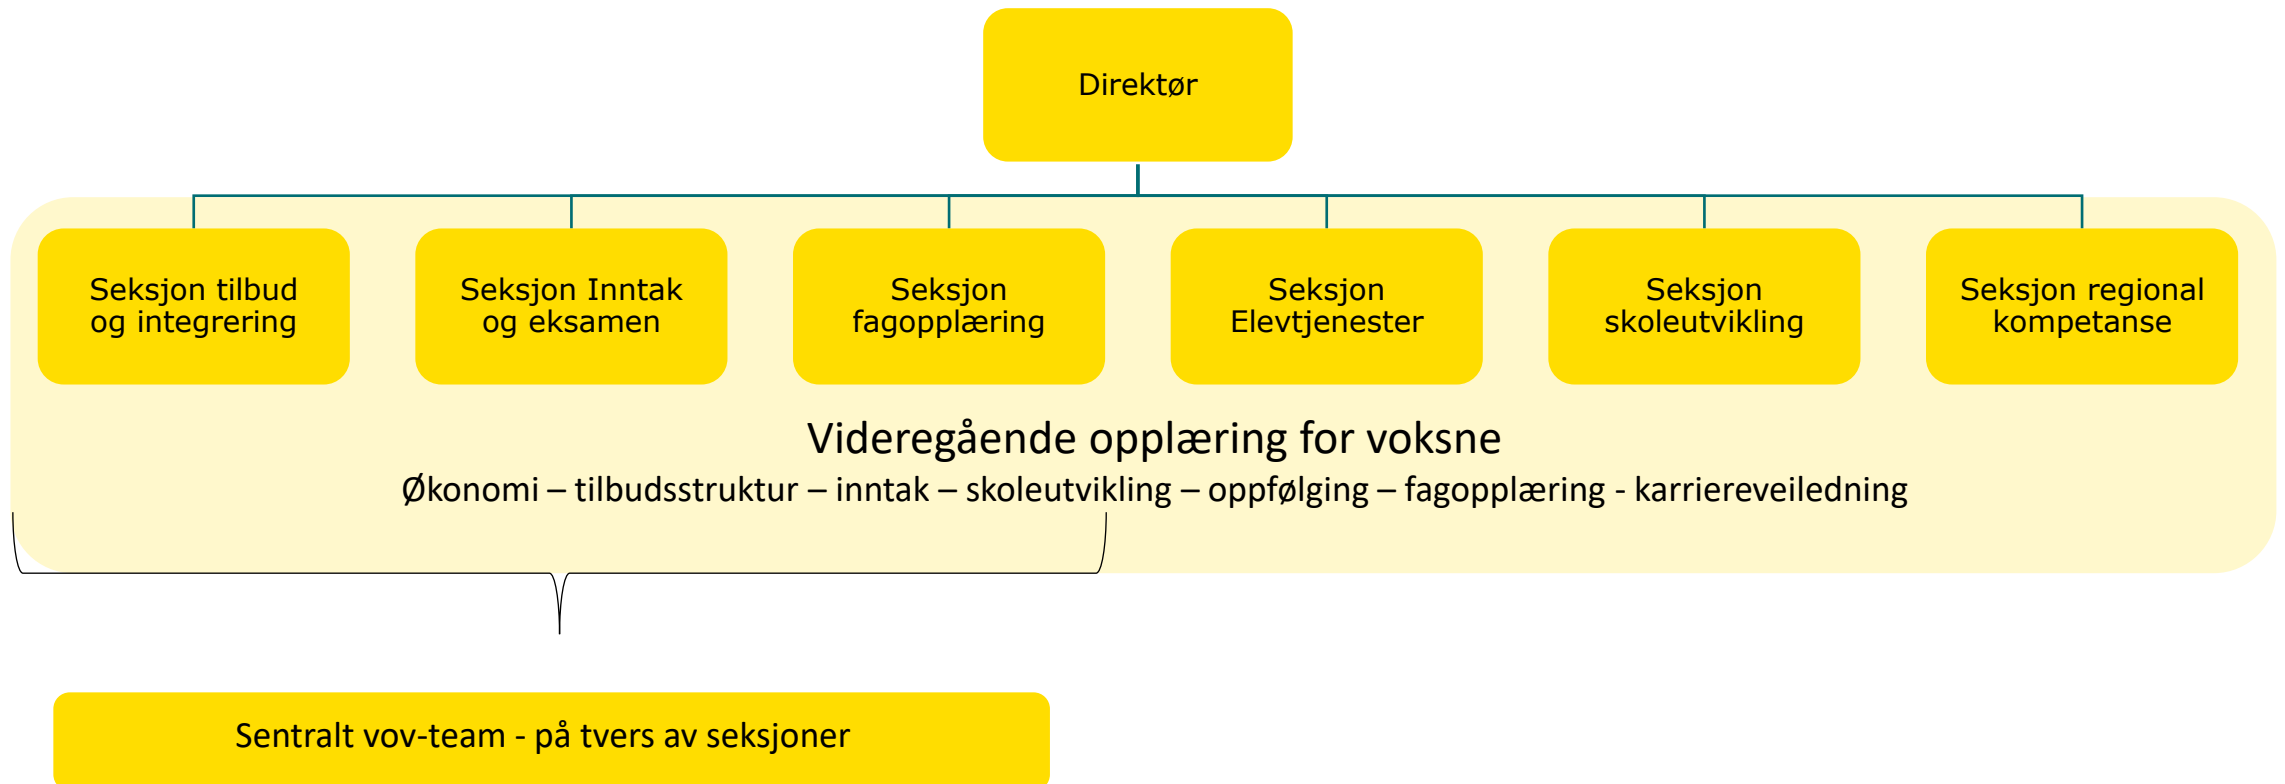 Direktør
Seksjon tilbud
og integrering
Seksjon Inntak
og eksamen
Seksjon
fagopplæring
Seksjon
Elevtjenester
Seksjon
skoleutvikling
Seksjon regional
kompetanse
Videregående opplæring for voksne
Økonomi – tilbudsstruktur – inntak – skoleutvikling – oppfølging – fagopplæring - karriereveiledning
Sentralt vov-team - på tvers av seksjoner